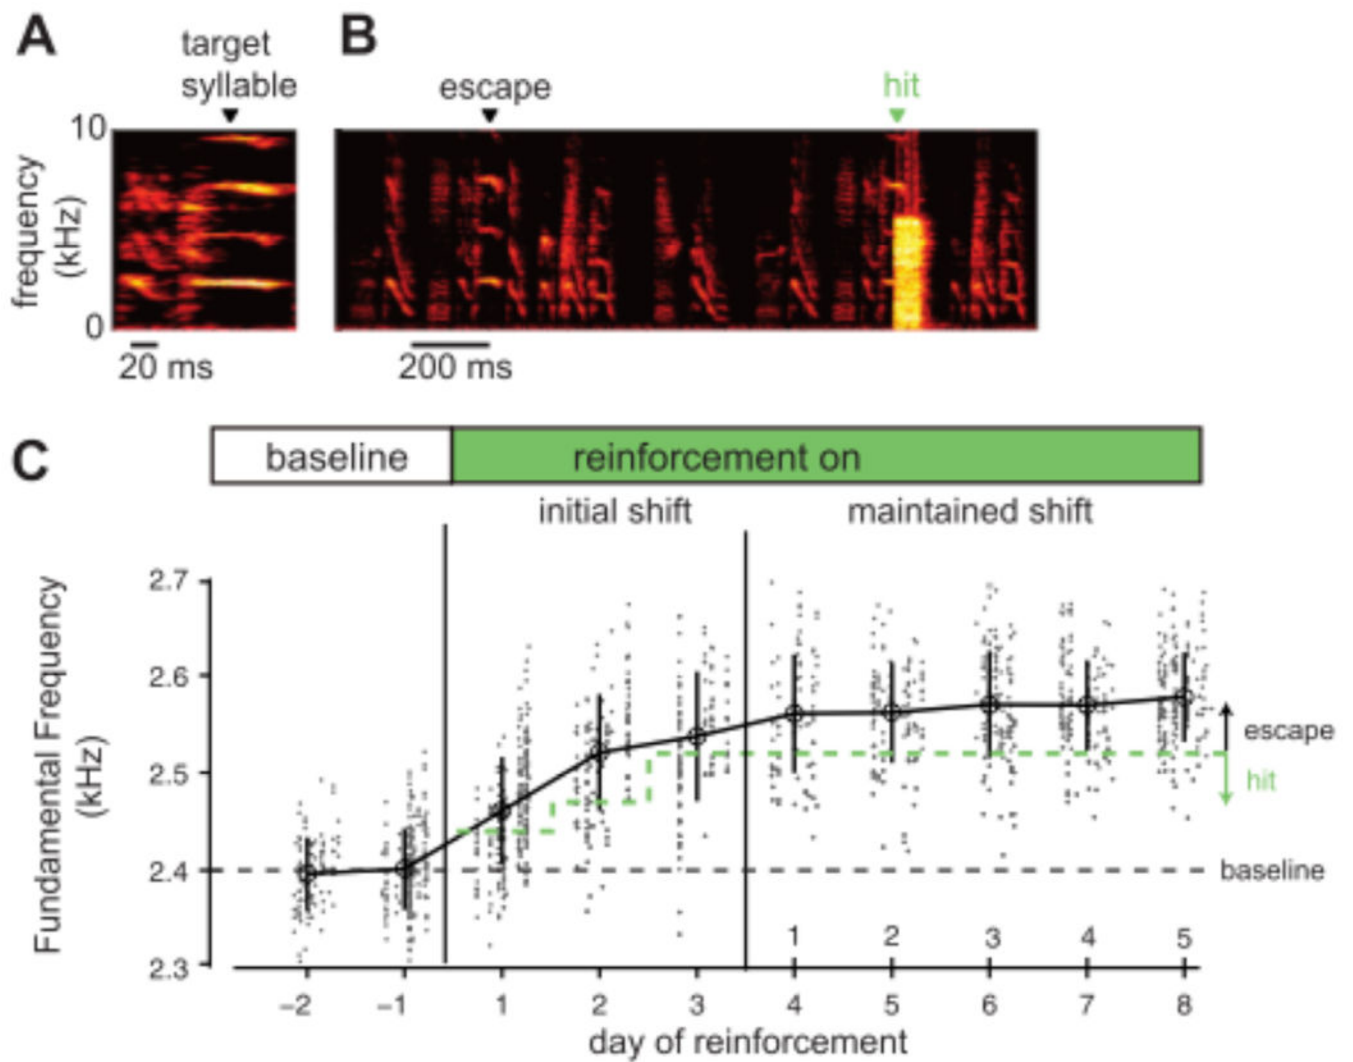 A
B
target
syllable
escape
hit
10
frequency
(kHz)
0
20 ms
200 ms
C
baseline
reinforcement on
initial shift
maintained shift
Fundamental Frequency
(kHz)
2.7
2.6
2.5
2.4
2.3
escape
hit
baseline
1 2 3 4 5
−2 −1 1 2 3 4 5 6 7 8
day of reinforcement